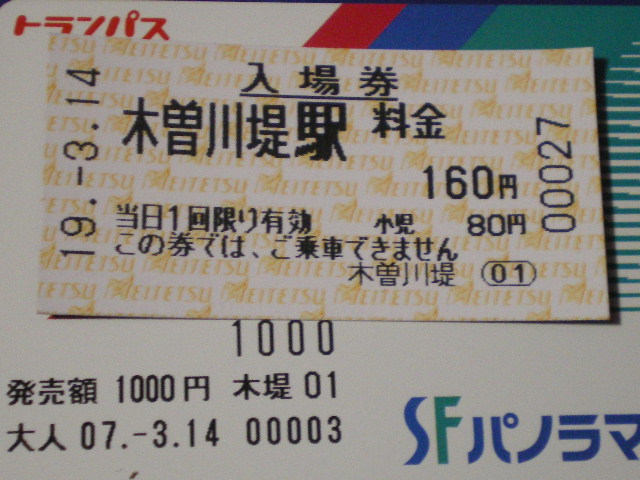 トランパス
19.-3.14
入場券
木曽川堤駅 料金
160円
00027
当日1回限り有効 小児 80円
この券では、ご乗車できません
木曽川堤 01
1000
発売額 1000円 木堤 01
大人 07.-3.14 00003
SFパノラマ